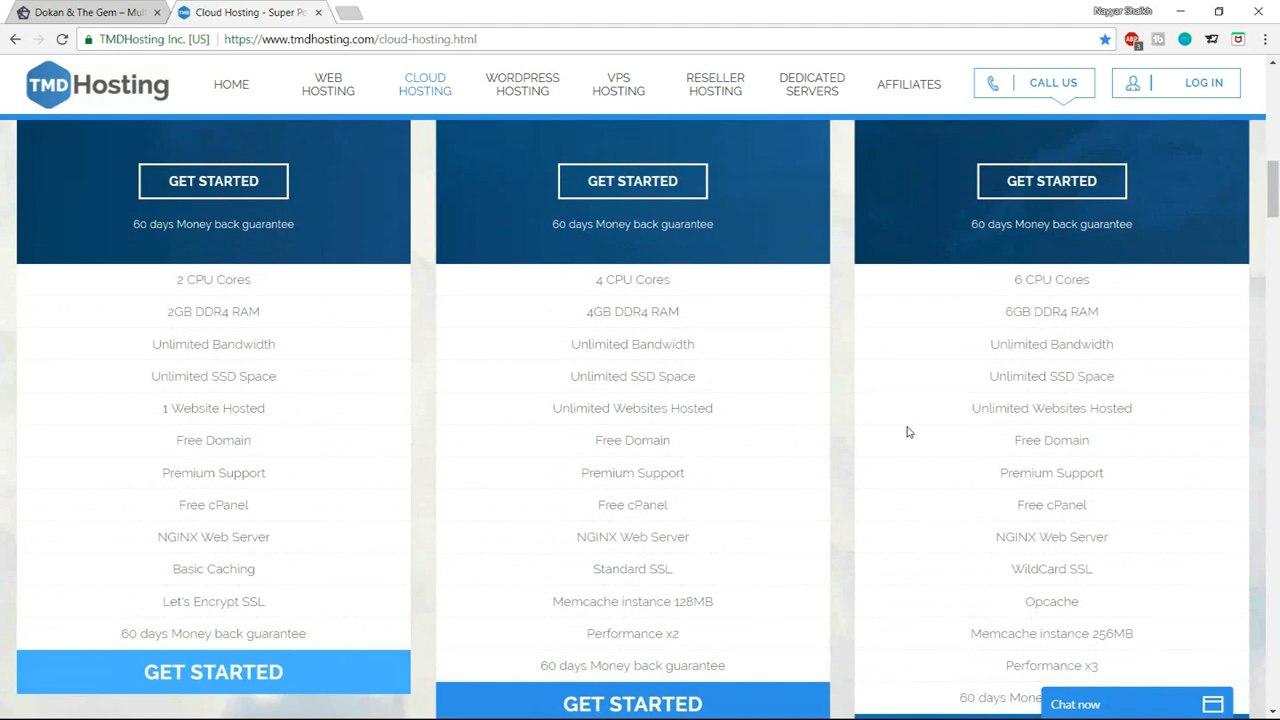 Dokan & The Gem – Mul
Cloud Hosting - Super Po
Nayyar Shaikh
TMDHosting Inc. [US]
https://www.tmdhosting.com/cloud-hosting.html
TMDHosting
HOME
WEB HOSTING
CLOUD HOSTING
WORDPRESS HOSTING
VPS HOSTING
RESELLER HOSTING
DEDICATED SERVERS
AFFILIATES
CALL US
LOG IN
GET STARTED
60 days Money back guarantee
2 CPU Cores
2GB DDR4 RAM
Unlimited Bandwidth
Unlimited SSD Space
1 Website Hosted
Free Domain
Premium Support
Free cPanel
NGINX Web Server
Basic Caching
Let's Encrypt SSL
60 days Money back guarantee
GET STARTED
GET STARTED
60 days Money back guarantee
4 CPU Cores
4GB DDR4 RAM
Unlimited Bandwidth
Unlimited SSD Space
Unlimited Websites Hosted
Free Domain
Premium Support
Free cPanel
NGINX Web Server
Standard SSL
Memcache instance 128MB
Performance x2
60 days Money back guarantee
GET STARTED
GET STARTED
60 days Money back guarantee
6 CPU Cores
6GB DDR4 RAM
Unlimited Bandwidth
Unlimited SSD Space
Unlimited Websites Hosted
Free Domain
Premium Support
Free cPanel
NGINX Web Server
WildCard SSL
Opcache
Memcache instance 256MB
Performance x3
60 days Mone
Chat now